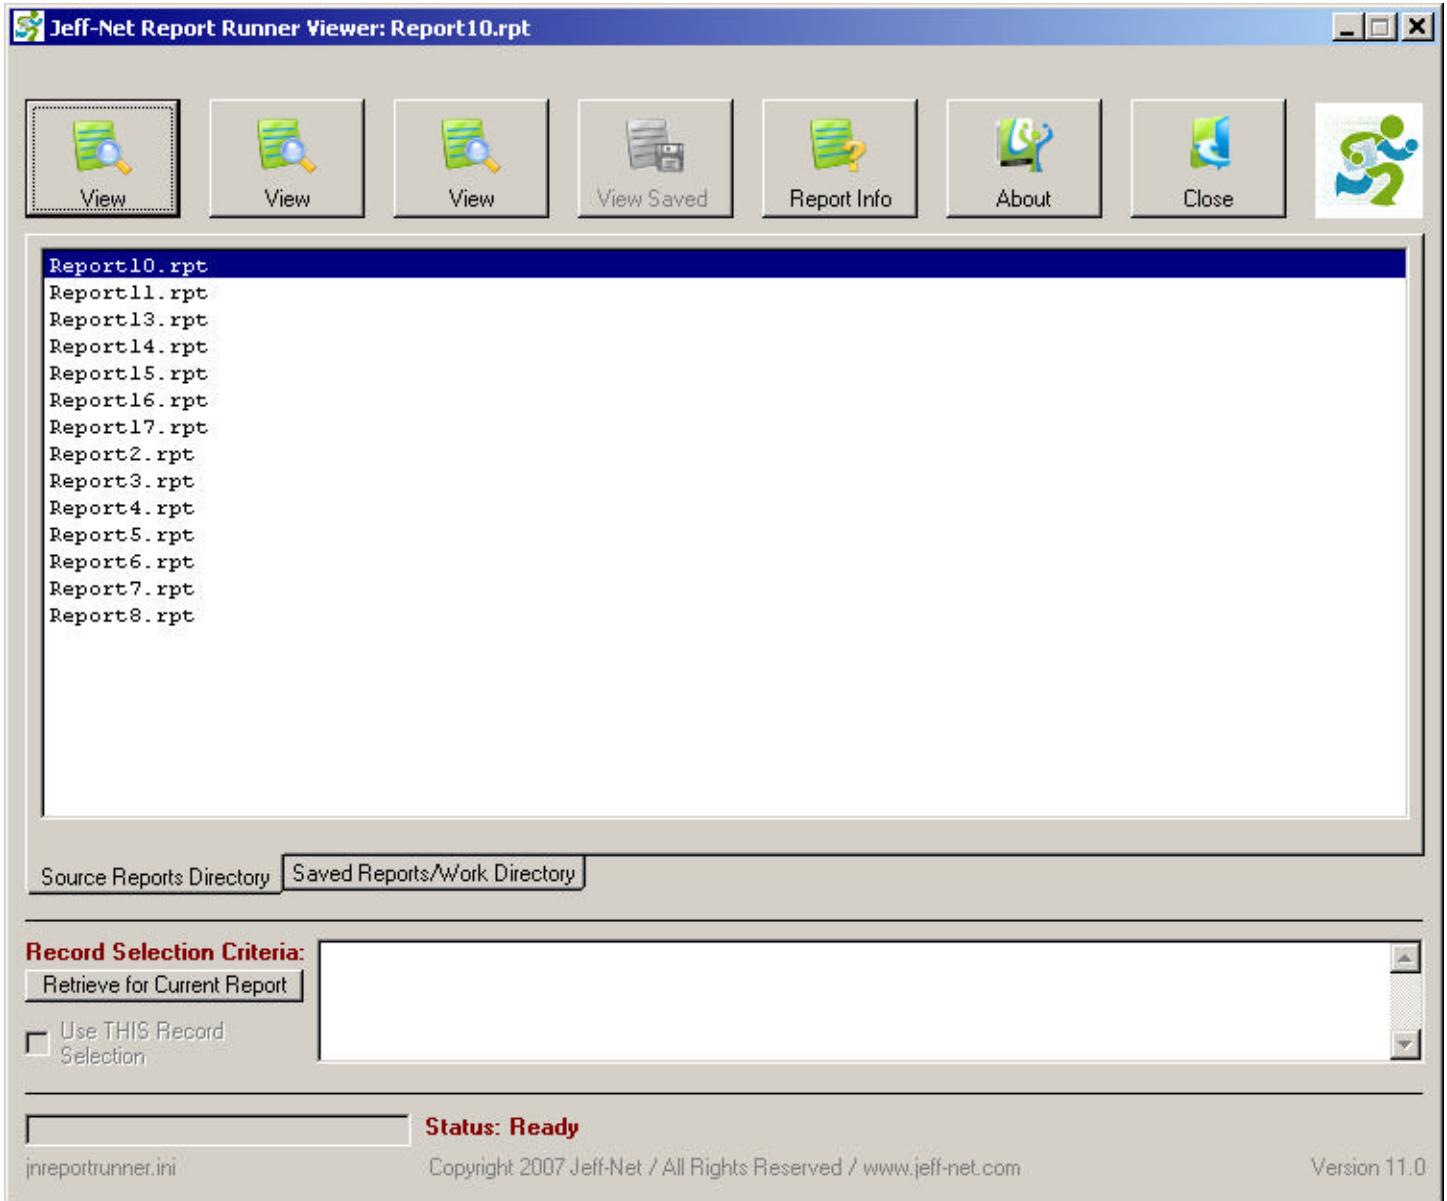 Jeff-Net Report Runner Viewer: Report10.rpt
View View View View Saved Report Info About Close
Report10.rpt
Report11.rpt
Report13.rpt
Report14.rpt
Report15.rpt
Report16.rpt
Report17.rpt
Report2.rpt
Report3.rpt
Report4.rpt
Report5.rpt
Report6.rpt
Report7.rpt
Report8.rpt
Source Reports Directory Saved Reports/Work Directory
Record Selection Criteria:
Retrieve for Current Report
Use THIS Record
Selection
Status: Ready
jnreportrunner.ini Copyright 2007 Jeff-Net / All Rights Reserved / www.jeff-net.com Version 11.0